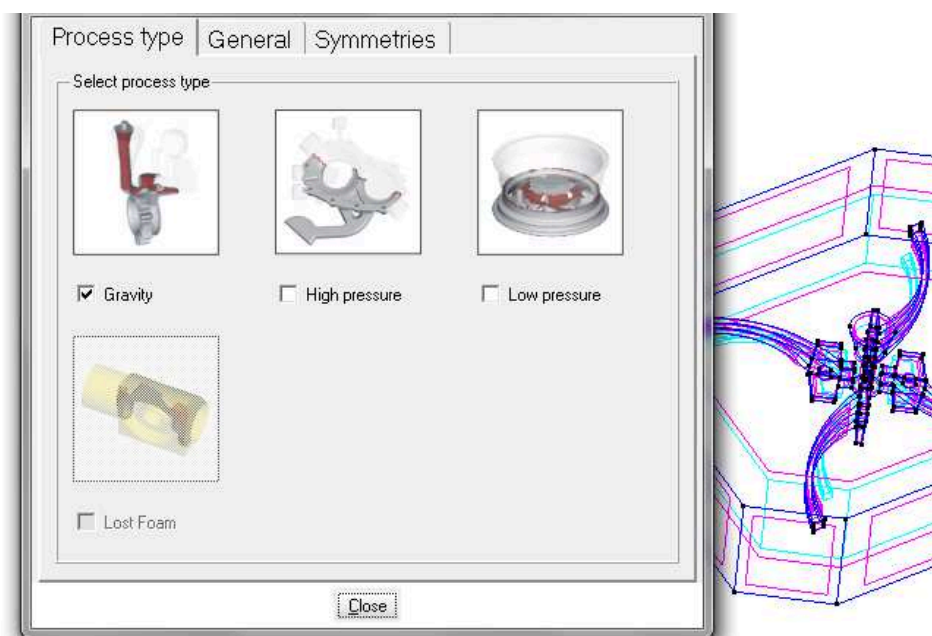 Process type General Symmetries
Select process type
Gravity High pressure Low pressure
Lost Foam
Close